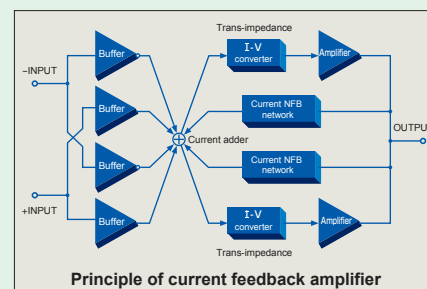 Trans-impedance
Buffer
I-V
converter
Amplifier
–INPUT
Buffer
Current NFB
network
Current adder
OUTPUT
Buffer
Current NFB
network
+INPUT
Buffer
I-V
converter
Amplifier
Trans-impedance
Principle of current feedback amplifier